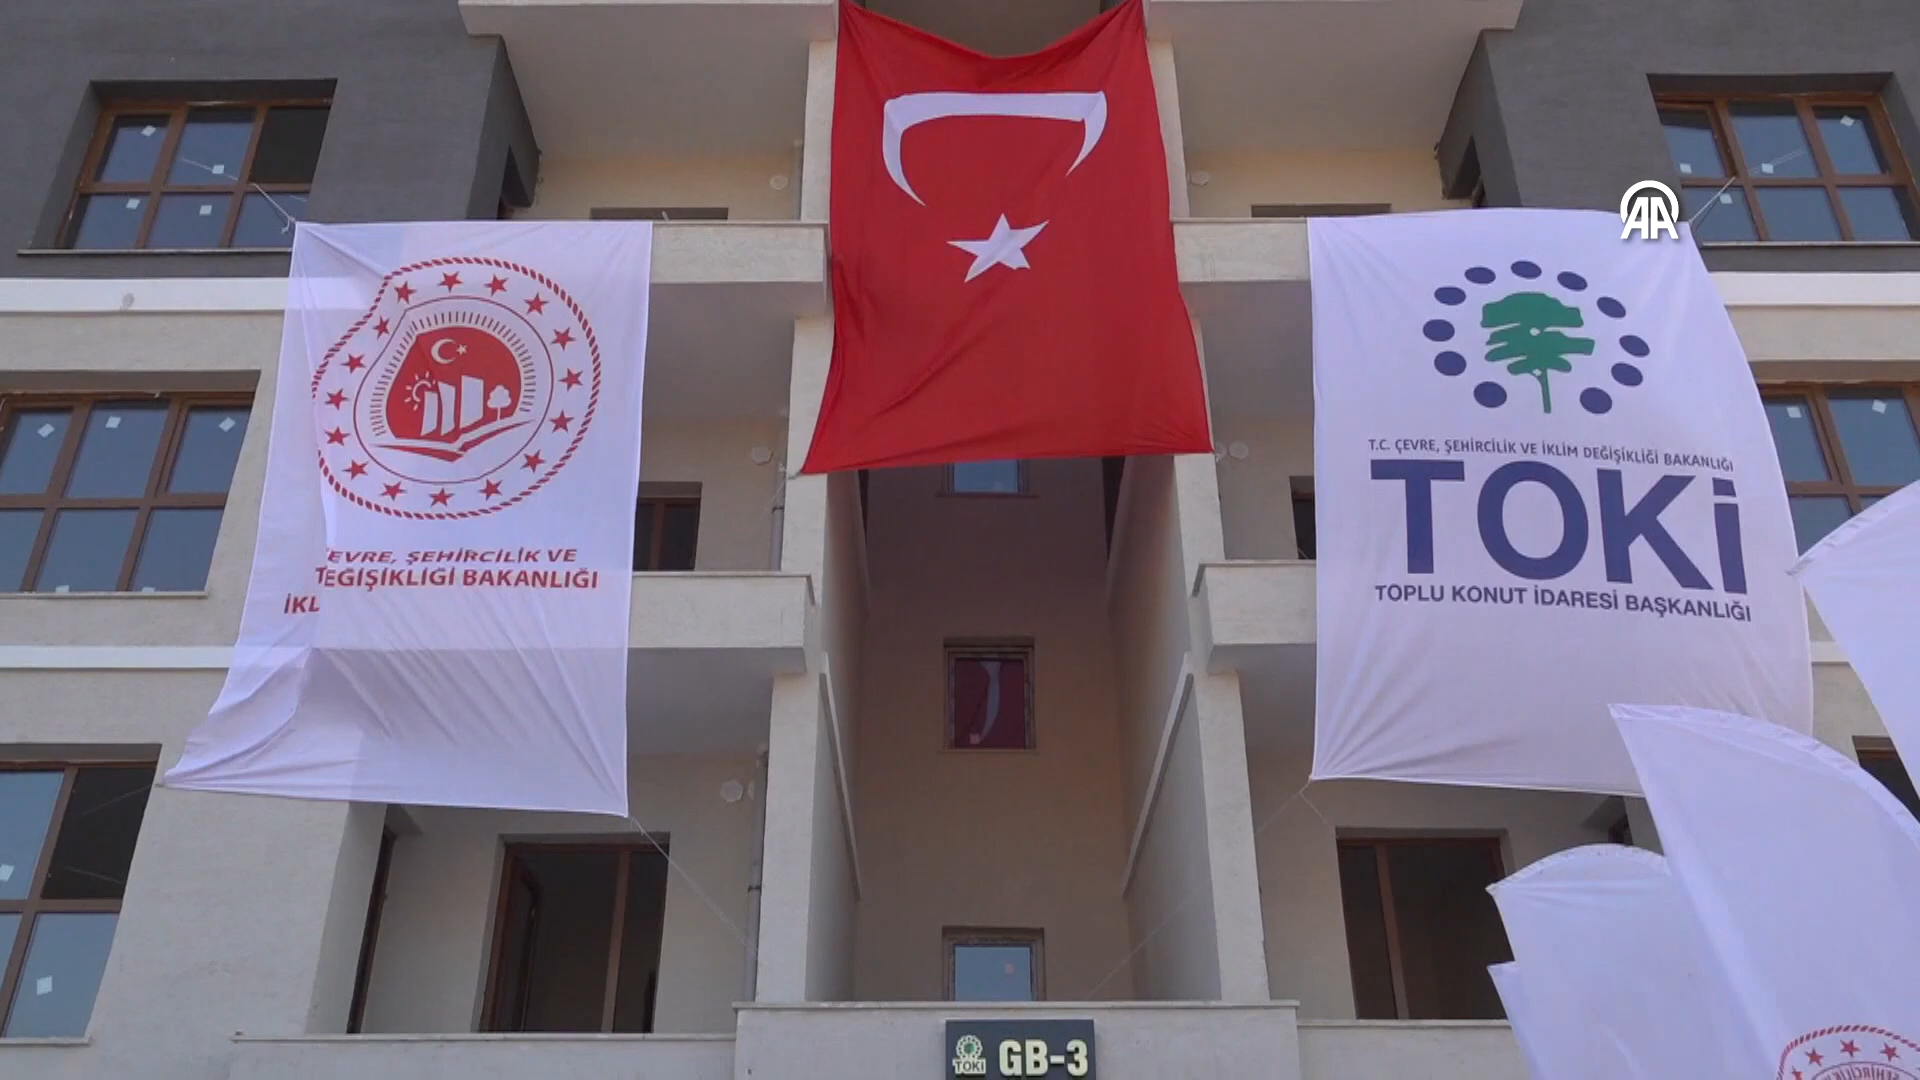 AA
EVRE, ŞEHİRCİLİK VE
İKL
DEĞİŞİKLİĞİ BAKANLIĞI
T.C. ÇEVRE, ŞEHİRCİLİK VE İKLİM DEĞİŞİKLİĞİ BAKANLIĞI
TOKİ
TOPLU KONUT İDARESİ BAŞKANLIĞI
TOKİ GB-3